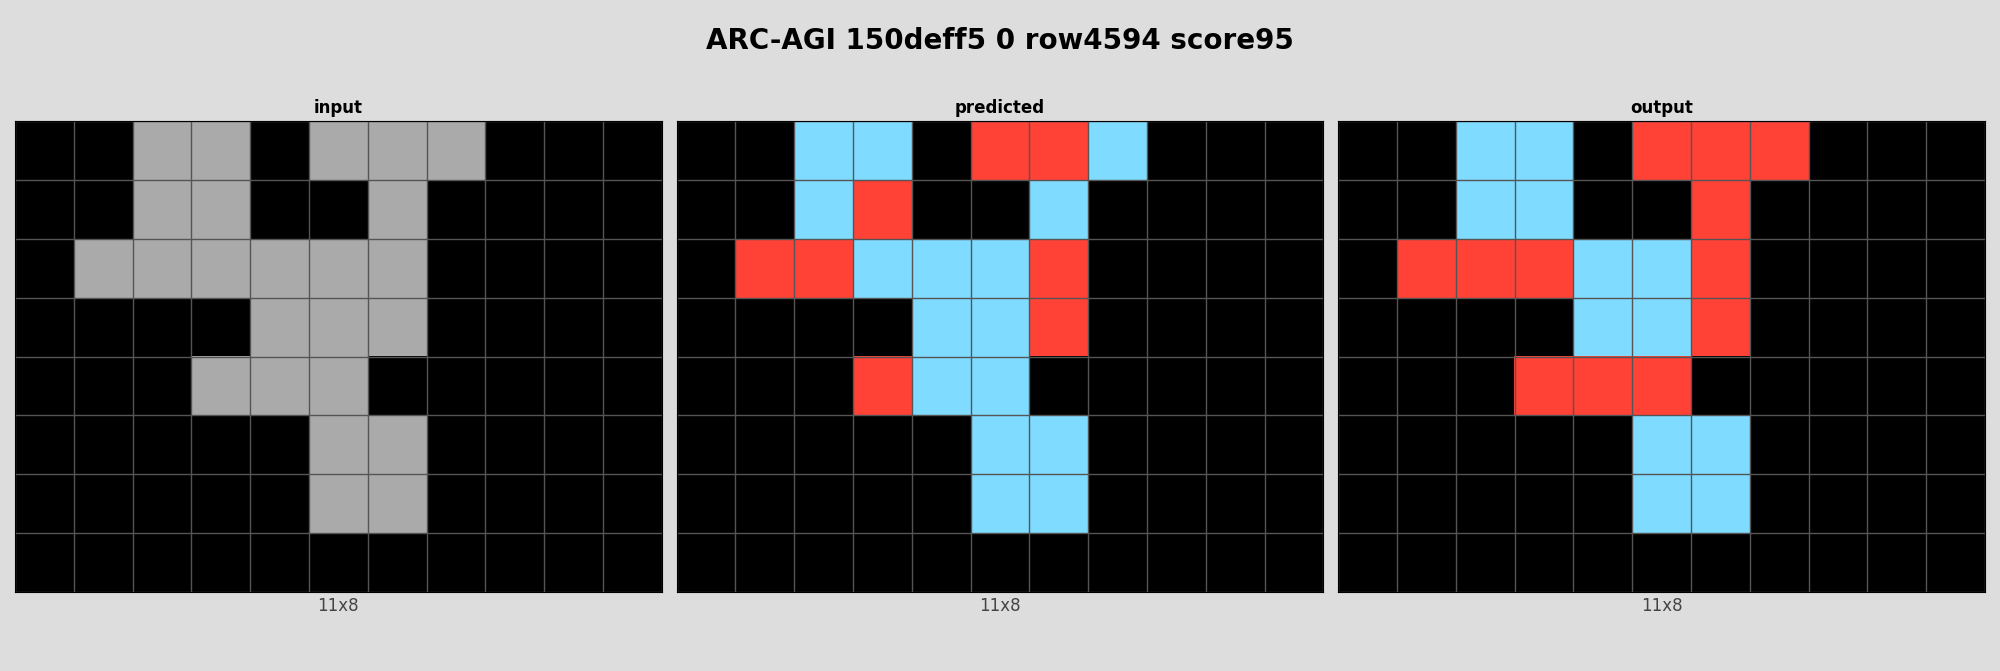 ARC-AGI 150deff5 0 row4594 score95
input predicted output
11x8 11x8 11x8